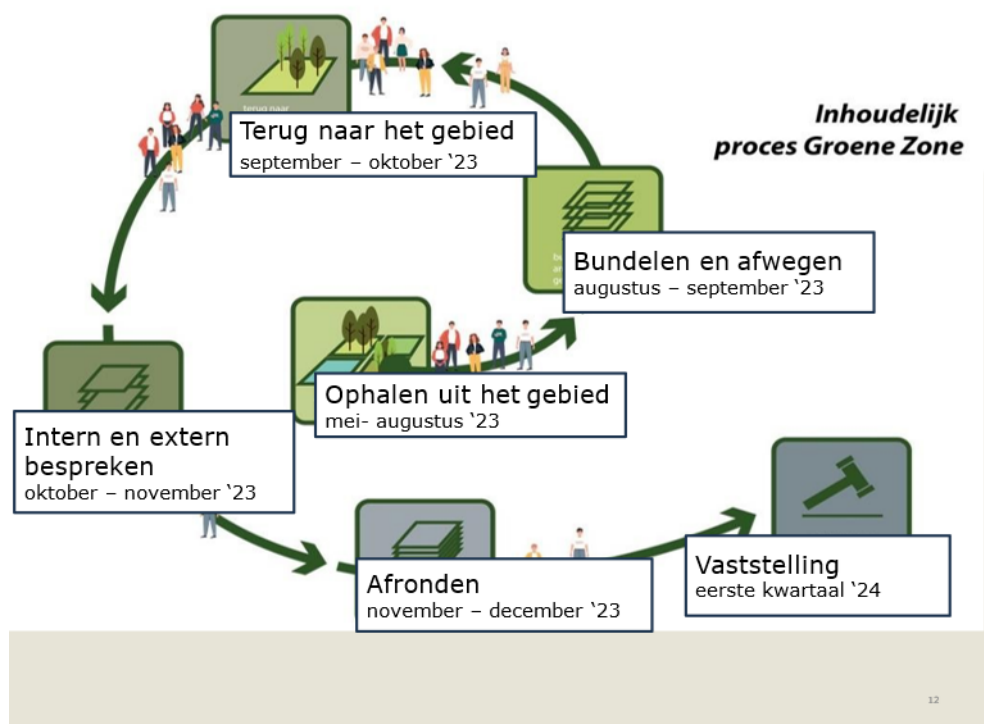 Inhoudelijk
proces Groene Zone
terug naar
Terug naar het gebied
september – oktober ‘23
Bundelen en afwegen
augustus – september ‘23
Ophalen uit het gebied
mei- augustus ‘23
Intern en extern
bespreken
oktober – november ‘23
Afronden
november – december ‘23
Vaststelling
eerste kwartaal ‘24
12